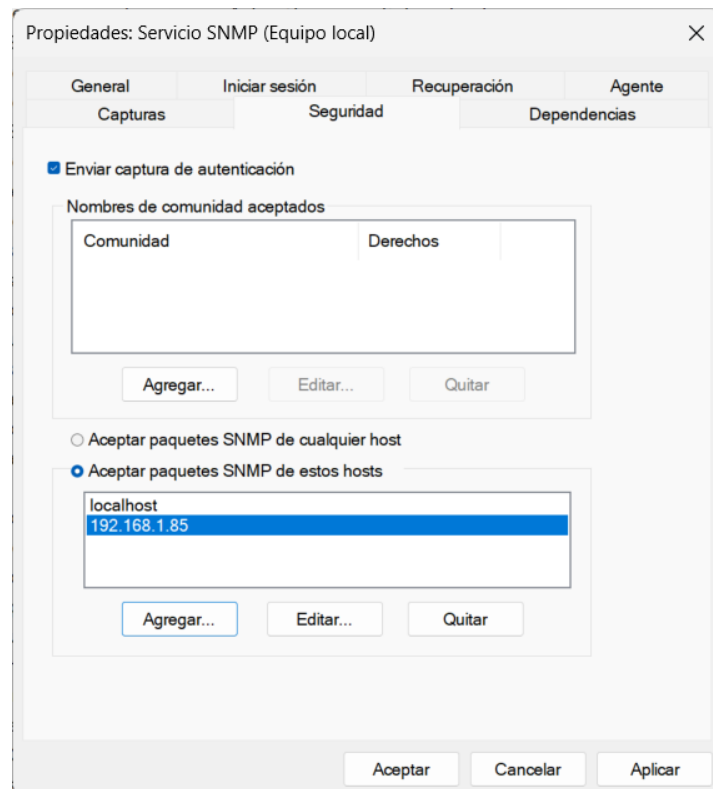 Propiedades: Servicio SNMP (Equipo local)
General Iniciar sesión Recuperación Agente
Capturas Seguridad Dependencias
Enviar captura de autenticación
Nombres de comunidad aceptados
Comunidad Derechos
Agregar... Editar... Quitar
Aceptar paquetes SNMP de cualquier host
Aceptar paquetes SNMP de estos hosts
localhost
192.168.1.85
Agregar... Editar... Quitar
Aceptar Cancelar Aplicar